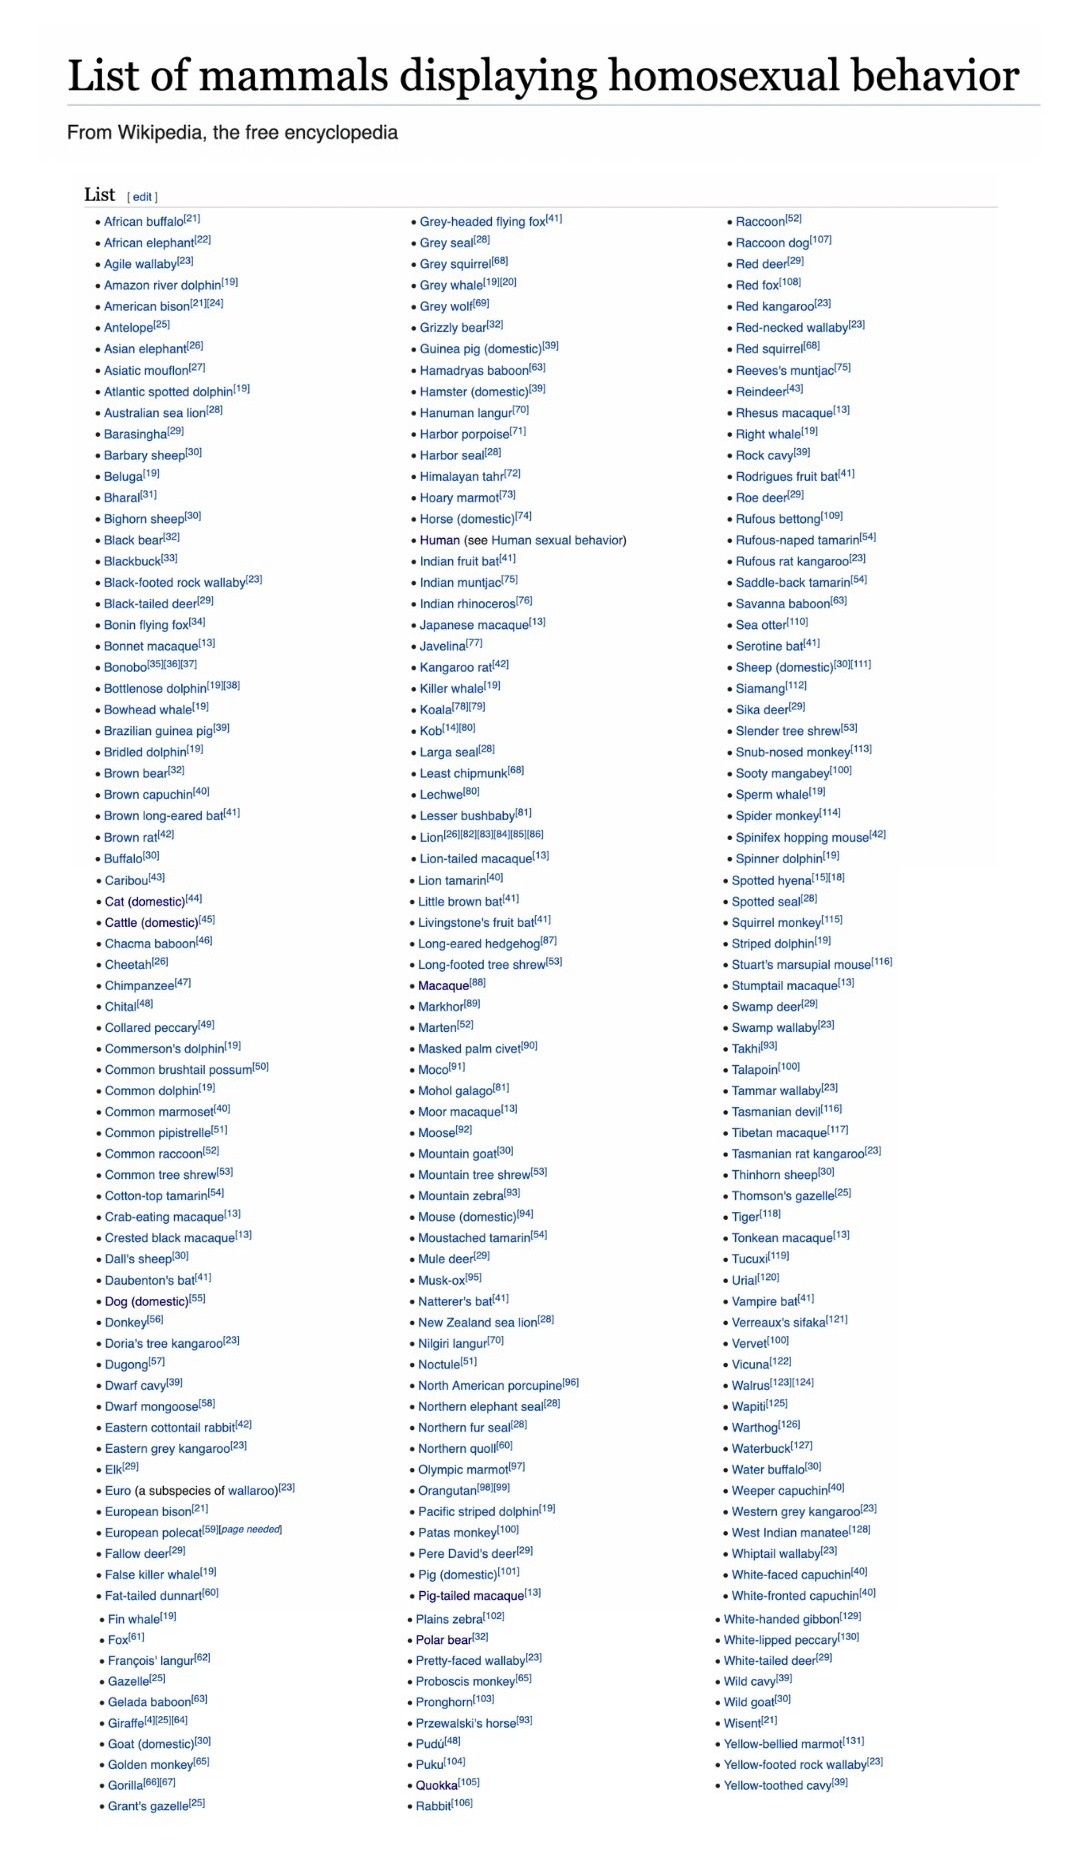 List of mammals displaying homosexual behavior
From Wikipedia, the free encyclopedia
List [ edit ]
• African buffalo[21]
• African elephant[22]
• Agile wallaby[23]
• Amazon river dolphin[19]
• American bison[21][24]
• Antelope[25]
• Asian elephant[26]
• Asiatic mouflon[27]
• Atlantic spotted dolphin[19]
• Australian sea lion[28]
• Barasingha[29]
• Barbary sheep[30]
• Beluga[19]
• Bharal[31]
• Bighorn sheep[30]
• Black bear[32]
• Blackbuck[33]
• Black-footed rock wallaby[23]
• Black-tailed deer[29]
• Bonin flying fox[34]
• Bonnet macaque[13]
• Bonobo[35][36][37]
• Bottlenose dolphin[19][38]
• Bowhead whale[19]
• Brazilian guinea pig[39]
• Bridled dolphin[19]
• Brown bear[32]
• Brown capuchin[40]
• Brown long-eared bat[41]
• Brown rat[42]
• Buffalo[30]
• Caribou[43]
• Cat (domestic)[44]
• Cattle (domestic)[45]
• Chacma baboon[46]
• Cheetah[26]
• Chimpanzee[47]
• Chital[48]
• Collared peccary[49]
• Commerson's dolphin[19]
• Common brushtail possum[50]
• Common dolphin[19]
• Common marmoset[40]
• Common pipistrelle[51]
• Common raccoon[52]
• Common tree shrew[53]
• Cotton-top tamarin[54]
• Crab-eating macaque[13]
• Crested black macaque[13]
• Dall's sheep[30]
• Daubenton's bat[41]
• Dog (domestic)[55]
• Donkey[56]
• Doria's tree kangaroo[23]
• Dugong[57]
• Dwarf cavy[39]
• Dwarf mongoose[58]
• Eastern cottontail rabbit[42]
• Eastern grey kangaroo[23]
• Elk[29]
• Euro (a subspecies of wallaroo)[23]
• European bison[21]
• European polecat[59][page needed]
• Fallow deer[29]
• False killer whale[19]
• Fat-tailed dunnart[60]
• Fin whale[19]
• Fox[61]
• François' langur[62]
• Gazelle[25]
• Gelada baboon[63]
• Giraffe[4][25][64]
• Goat (domestic)[30]
• Golden monkey[65]
• Gorilla[66][67]
• Grant's gazelle[25]
• Grey-headed flying fox[41]
• Grey seal[28]
• Grey squirrel[68]
• Grey whale[19][20]
• Grey wolf[69]
• Grizzly bear[32]
• Guinea pig (domestic)[39]
• Hamadryas baboon[63]
• Hamster (domestic)[39]
• Hanuman langur[70]
• Harbor porpoise[71]
• Harbor seal[28]
• Himalayan tahr[72]
• Hoary marmot[73]
• Horse (domestic)[74]
• Human (see Human sexual behavior)
• Indian fruit bat[41]
• Indian muntjac[75]
• Indian rhinoceros[76]
• Japanese macaque[13]
• Javelina[77]
• Kangaroo rat[42]
• Killer whale[19]
• Koala[78][79]
• Kob[14][80]
• Larga seal[28]
• Least chipmunk[68]
• Lechwe[80]
• Lesser bushbaby[81]
• Lion[26][82][83][84][85][86]
• Lion-tailed macaque[13]
• Lion tamarin[40]
• Little brown bat[41]
• Livingstone's fruit bat[41]
• Long-eared hedgehog[87]
• Long-footed tree shrew[53]
• Macaque[88]
• Markhor[89]
• Marten[52]
• Masked palm civet[90]
• Moco[91]
• Mohol galago[81]
• Moor macaque[13]
• Moose[92]
• Mountain goat[30]
• Mountain tree shrew[53]
• Mountain zebra[93]
• Mouse (domestic)[94]
• Moustached tamarin[54]
• Mule deer[29]
• Musk-ox[95]
• Natterer's bat[41]
• New Zealand sea lion[28]
• Nilgiri langur[70]
• Noctule[51]
• North American porcupine[96]
• Northern elephant seal[28]
• Northern fur seal[28]
• Northern quoll[60]
• Olympic marmot[97]
• Orangutan[98][99]
• Pacific striped dolphin[19]
• Patas monkey[100]
• Pere David's deer[29]
• Pig (domestic)[101]
• Pig-tailed macaque[13]
• Plains zebra[102]
• Polar bear[32]
• Pretty-faced wallaby[23]
• Proboscis monkey[65]
• Pronghorn[103]
• Przewalski's horse[93]
• Pudú[48]
• Puku[104]
• Quokka[105]
• Rabbit[106]
• Raccoon[52]
• Raccoon dog[107]
• Red deer[29]
• Red fox[108]
• Red kangaroo[23]
• Red-necked wallaby[23]
• Red squirrel[68]
• Reeves's muntjac[75]
• Reindeer[43]
• Rhesus macaque[13]
• Right whale[19]
• Rock cavy[39]
• Rodrigues fruit bat[41]
• Roe deer[29]
• Rufous bettong[109]
• Rufous-naped tamarin[54]
• Rufous rat kangaroo[23]
• Saddle-back tamarin[54]
• Savanna baboon[63]
• Sea otter[110]
• Serotine bat[41]
• Sheep (domestic)[30][111]
• Siamang[112]
• Sika deer[29]
• Slender tree shrew[53]
• Snub-nosed monkey[113]
• Sooty mangabey[100]
• Sperm whale[19]
• Spider monkey[114]
• Spinifex hopping mouse[42]
• Spinner dolphin[19]
• Spotted hyena[15][18]
• Spotted seal[28]
• Squirrel monkey[115]
• Striped dolphin[19]
• Stuart's marsupial mouse[116]
• Stumptail macaque[13]
• Swamp deer[29]
• Swamp wallaby[23]
• Takhi[93]
• Talapoin[100]
• Tammar wallaby[23]
• Tasmanian devil[116]
• Tibetan macaque[117]
• Tasmanian rat kangaroo[23]
• Thinhorn sheep[30]
• Thomson's gazelle[25]
• Tiger[118]
• Tonkean macaque[13]
• Tucuxi[119]
• Urial[120]
• Vampire bat[41]
• Verreaux's sifaka[121]
• Vervet[100]
• Vicuna[122]
• Walrus[123][124]
• Wapiti[125]
• Warthog[126]
• Waterbuck[127]
• Water buffalo[30]
• Weeper capuchin[40]
• Western grey kangaroo[23]
• West Indian manatee[128]
• Whiptail wallaby[23]
• White-faced capuchin[40]
• White-fronted capuchin[40]
• White-handed gibbon[129]
• White-lipped peccary[130]
• White-tailed deer[29]
• Wild cavy[39]
• Wild goat[30]
• Wisent[21]
• Yellow-bellied marmot[131]
• Yellow-footed rock wallaby[23]
• Yellow-toothed cavy[39]